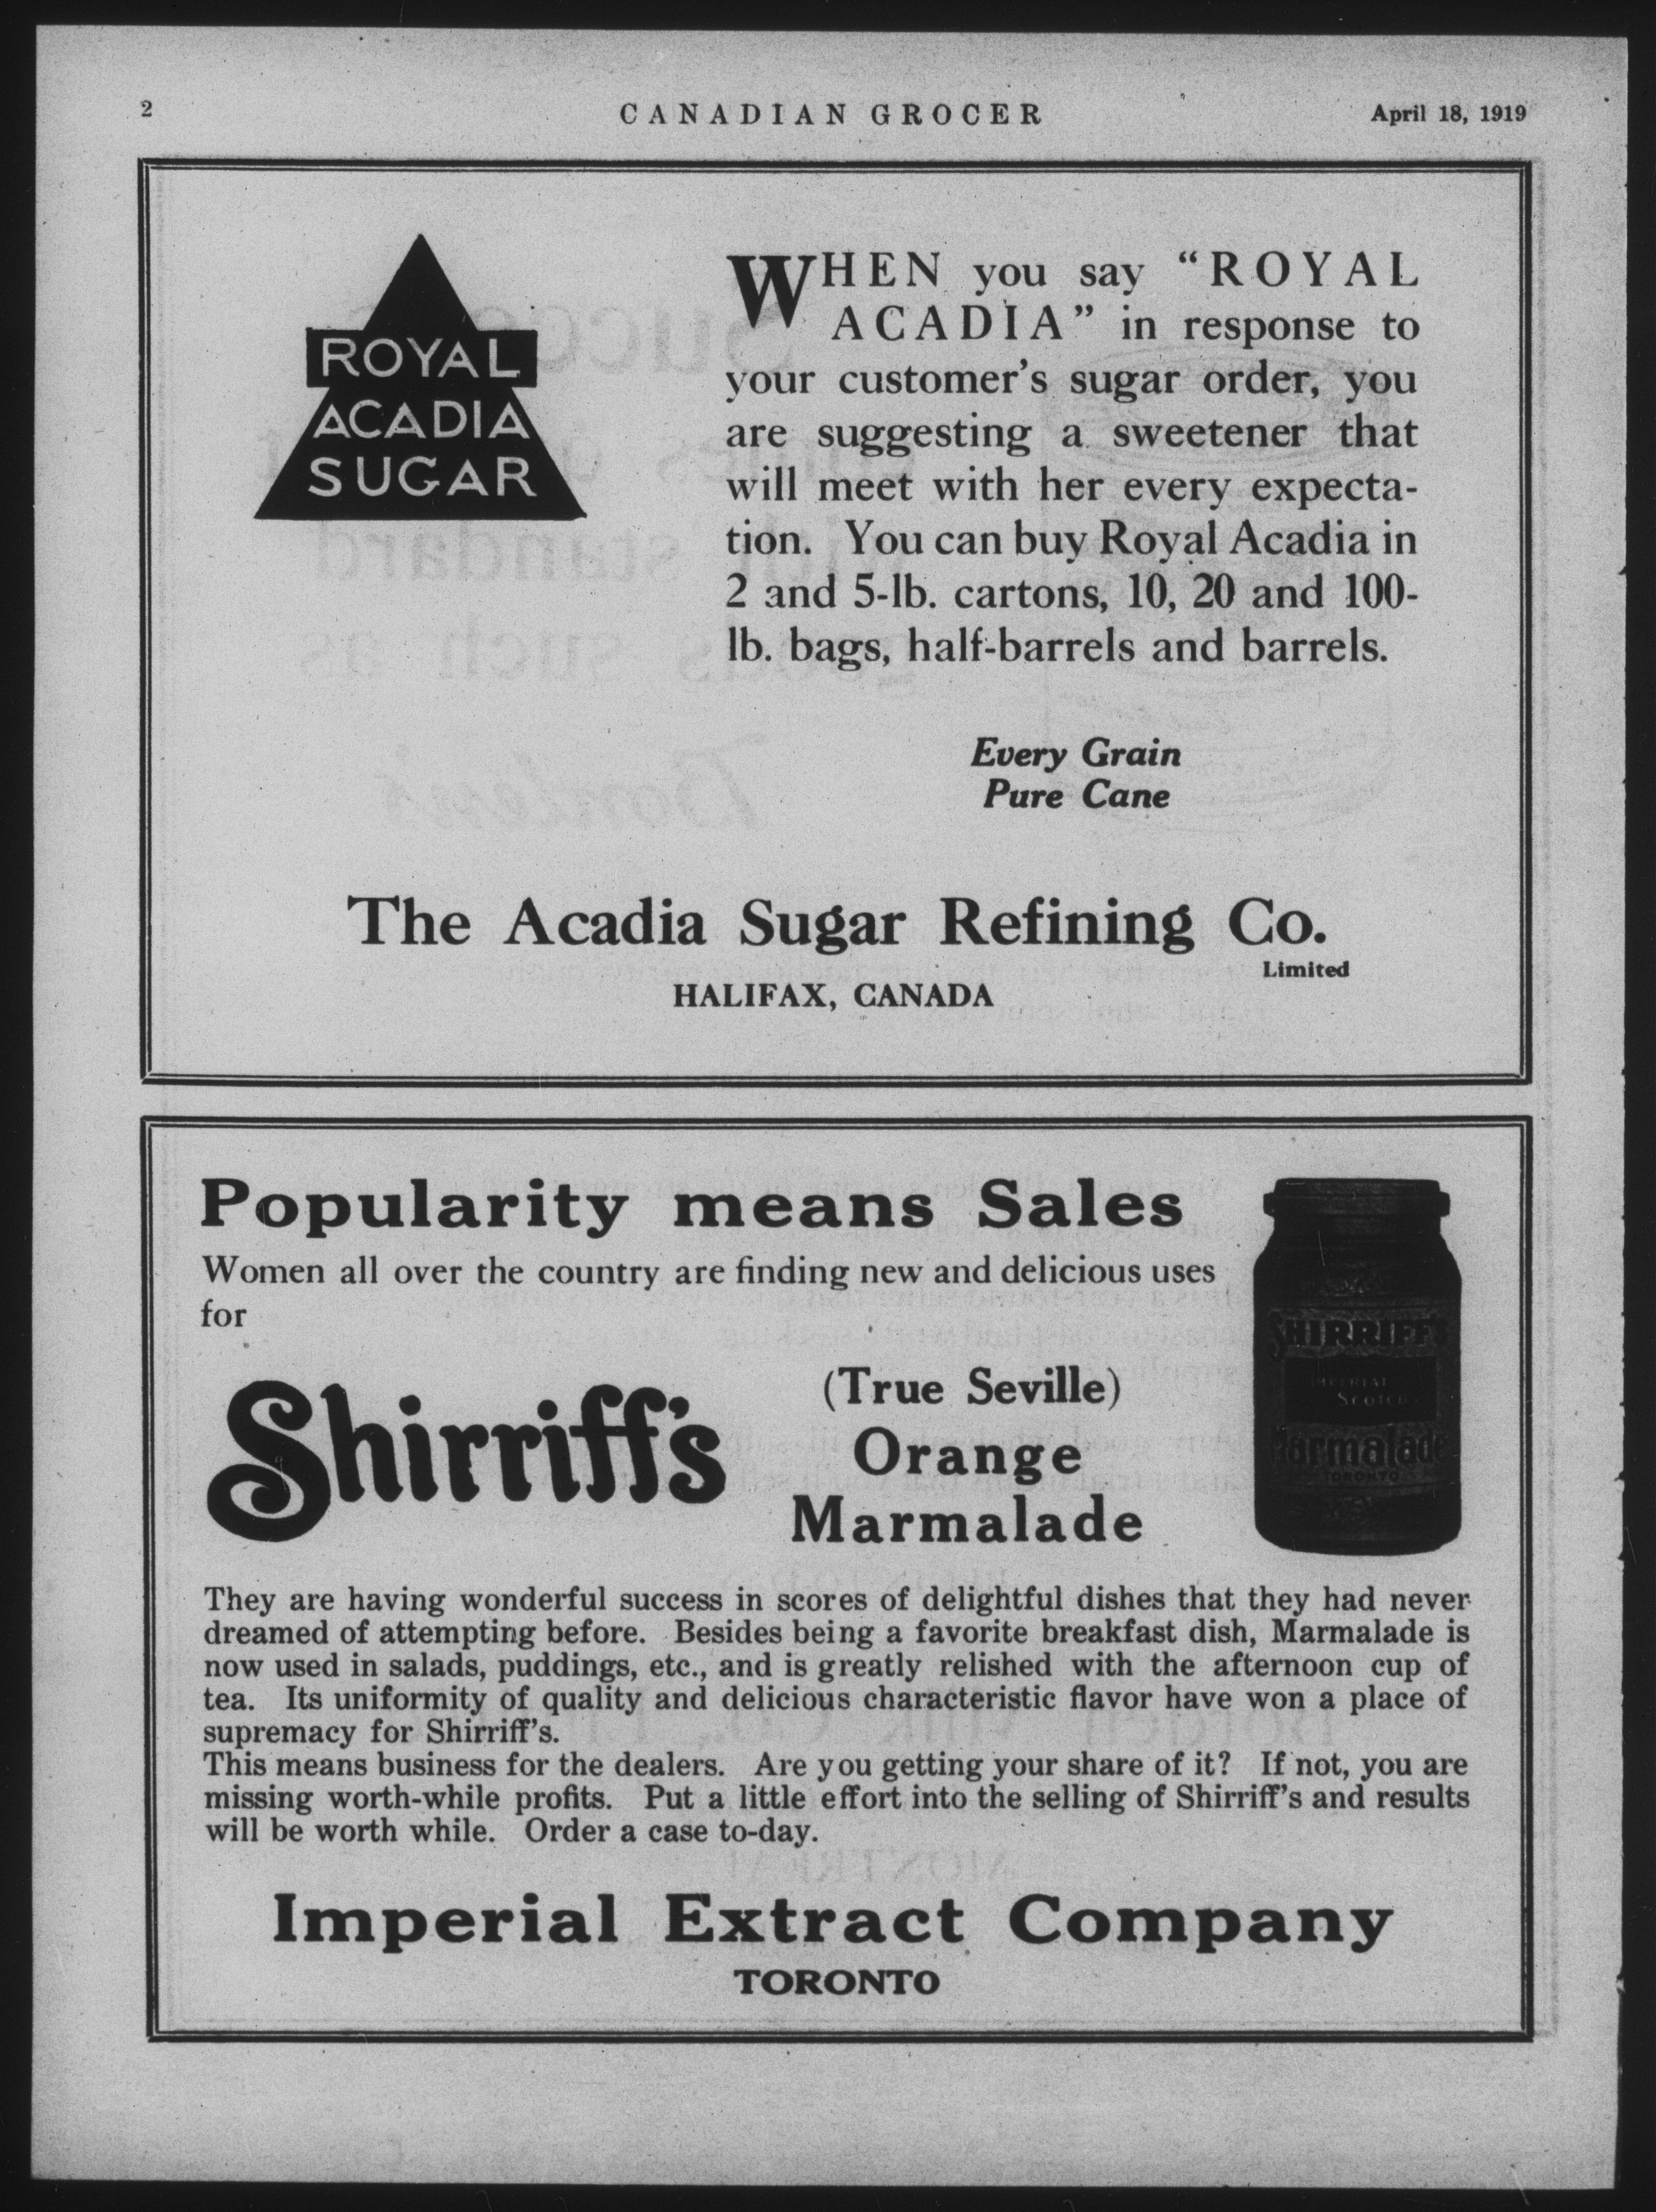 2
CANADIAN GROCER
April 18, 1919
ROYAL
ACADIA
SUGAR
WHEN you say "ROYAL
ACADIA" in response to
your customer's sugar order, you
are suggesting a sweetener that
will meet with her every expecta-
tion. You can buy Royal Acadia in
2 and 5-lb. cartons, 10, 20 and 100-
lb. bags, half-barrels and barrels.
Every Grain
Pure Cane
The Acadia Sugar Refining Co.
Limited
HALIFAX, CANADA
Popularity means Sales
Women all over the country are finding new and delicious uses
for
Shirriff's
(True Seville)
Orange
Marmalade
SHIRRIFF'S
IMPERIAL
SCOTCH
Marmalade
TORONTO
They are having wonderful success in scores of delightful dishes that they had never
dreamed of attempting before. Besides being a favorite breakfast dish, Marmalade is
now used in salads, puddings, etc., and is greatly relished with the afternoon cup of
tea. Its uniformity of quality and delicious characteristic flavor have won a place of
supremacy for Shirriff's.
This means business for the dealers. Are you getting your share of it? If not, you are
missing worth-while profits. Put a little effort into the selling of Shirriff's and results
will be worth while. Order a case to-day.
Imperial Extract Company
TORONTO